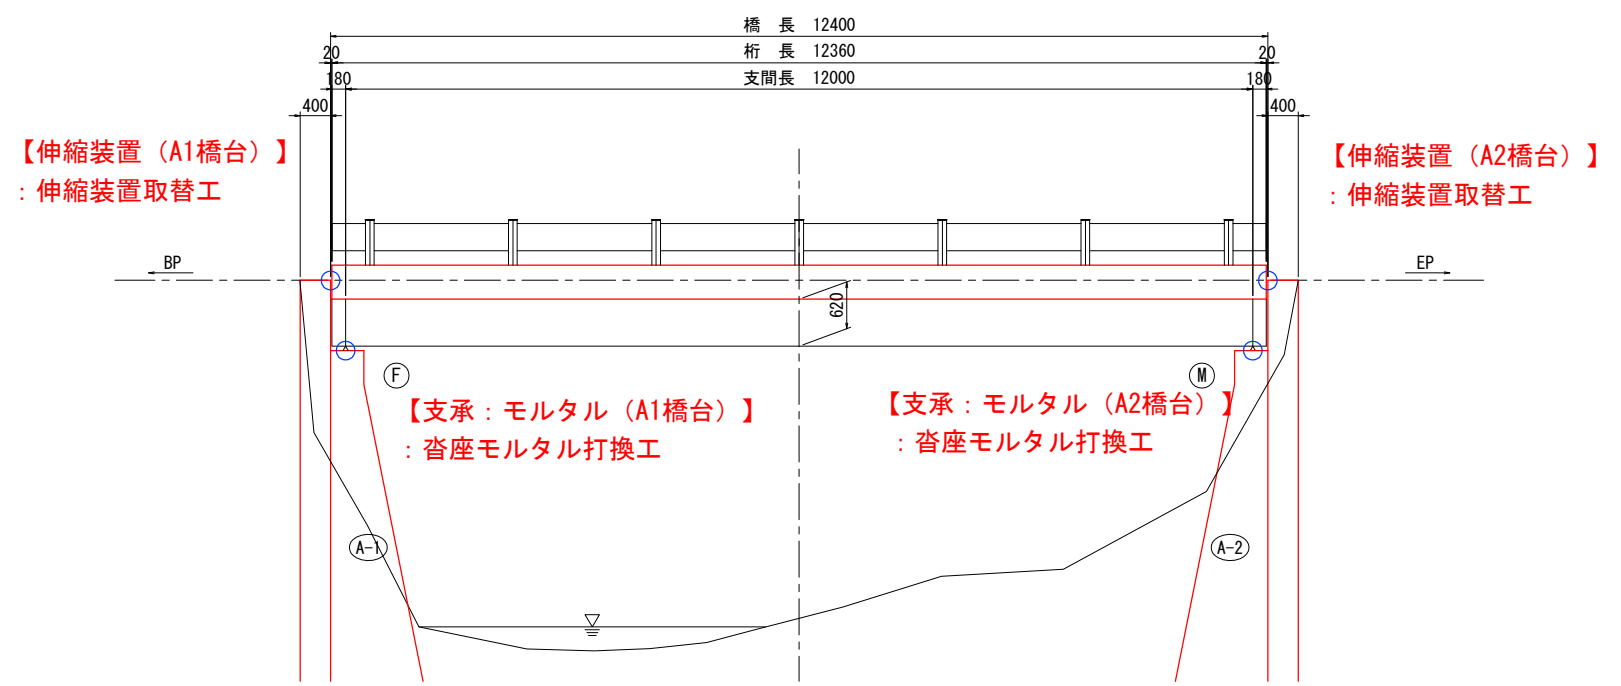 橋　長　12400
20
桁　長　12360
20
180
支間長　12000
180
400
400
【伸縮装置（A1橋台）】
：伸縮装置取替工
【伸縮装置（A2橋台）】
：伸縮装置取替工
BP
EP
620
F
M
【支承：モルタル（A1橋台）】
：沓座モルタル打換工
【支承：モルタル（A2橋台）】
：沓座モルタル打換工
A-1
A-2